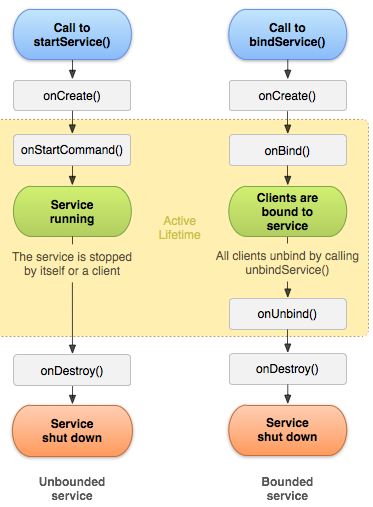 Call to
startService()
onCreate()
onStartCommand()
Service
running
The service is stopped
by itself or a client
onDestroy()
Service
shut down
Unbounded
service
Active
Lifetime
Call to
bindService()
onCreate()
onBind()
Clients are
bound to
service
All clients unbind by calling
unbindService()
onUnbind()
onDestroy()
Service
shut down
Bounded
service